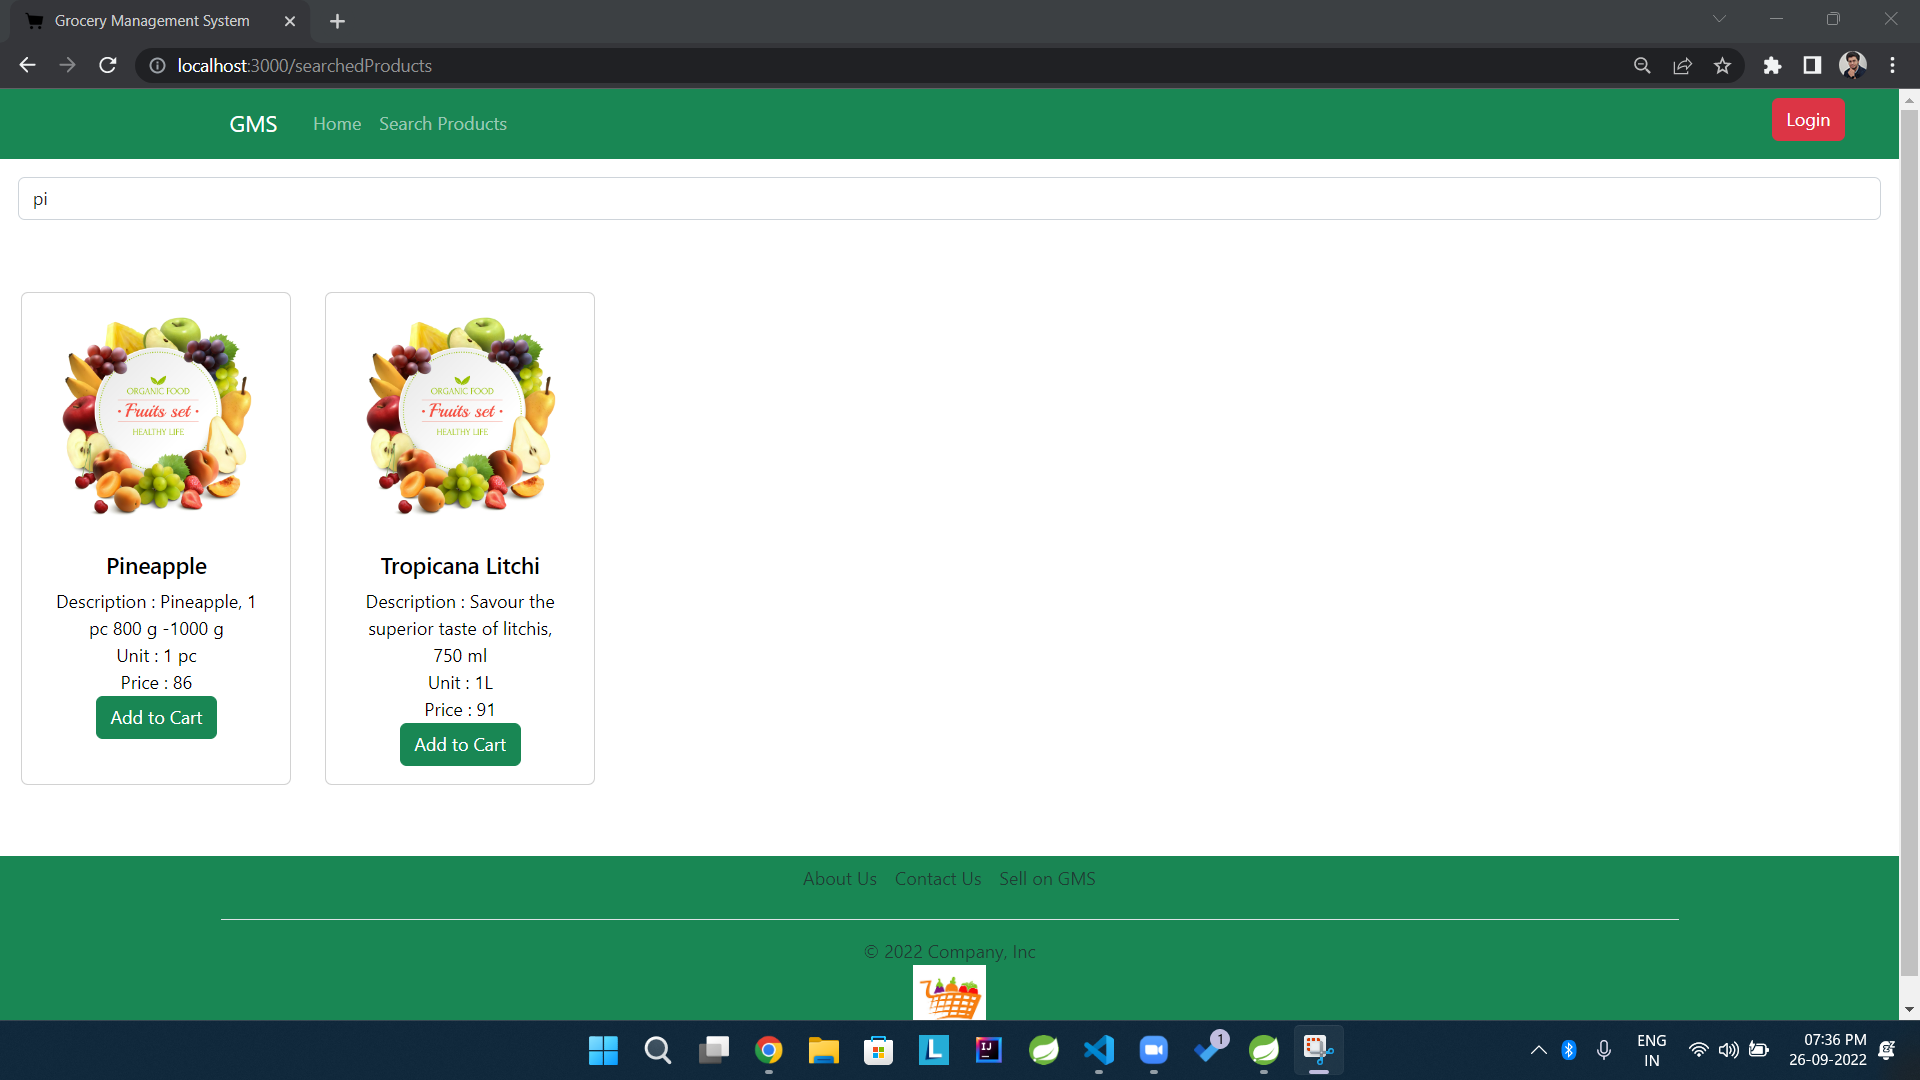 Grocery Management System
localhost:3000/searchedProducts
GMS
Home
Search Products
Login
pi
ORGANIC FOOD
• Fruits set •
HEALTHY LIFE
Pineapple
Description : Pineapple, 1
pc 800 g -1000 g
Unit : 1 pc
Price : 86
Add to Cart
ORGANIC FOOD
• Fruits set •
HEALTHY LIFE
Tropicana Litchi
Description : Savour the
superior taste of litchis,
750 ml
Unit : 1L
Price : 91
Add to Cart
About Us
Contact Us
Sell on GMS
© 2022 Company, Inc
L
IJ
1
ENG
IN
07:36 PM
26-09-2022